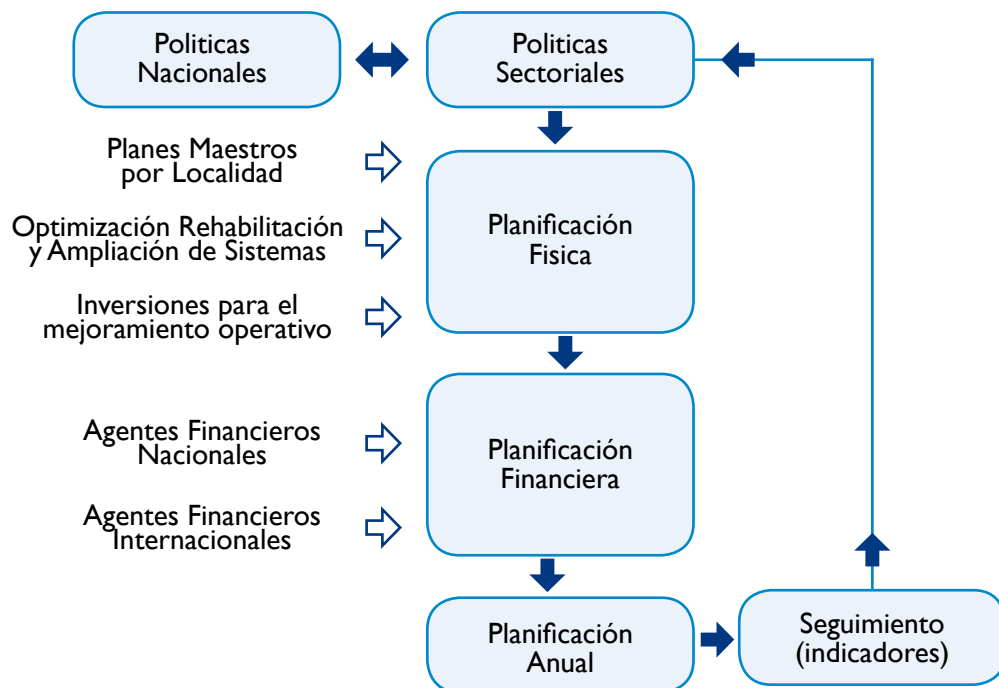 Politicas
Nacionales
Politicas
Sectoriales
Planes Maestros
por Localidad
Optimización Rehabilitación
y Ampliación de Sistemas
Inversiones para el
mejoramiento operativo
Planificación
Fisica
Agentes Financieros
Nacionales
Agentes Financieros
Internacionales
Planificación
Financiera
Planificación
Anual
Seguimiento
(indicadores)